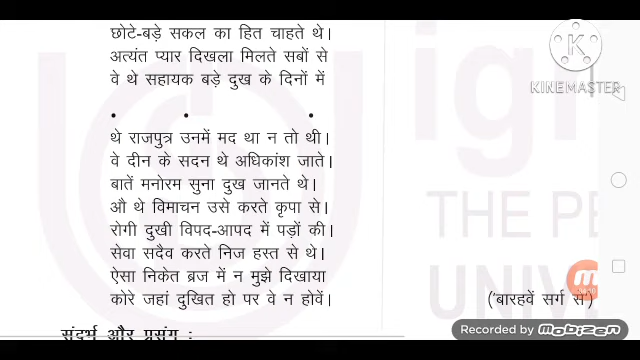 छोटे-बड़े सकल का हित चाहते थे।
अत्यंत प्यार दिखला मिलते सबों से
वे थे सहायक बड़े दुख के दिनों में
• • •
थे राजपुत्र उनमें मद था न तो थी।
वे दीन के सदन थे अधिकांश जाते।
बातें मनोरम सुना दुख जानते थे।
औ थे विमाचन उसे करते कृपा से।
रोगी दुखी विपद-आपद में पड़ों की।
सेवा सदैव करते निज हस्त से थे।
ऐसा निकेत ब्रज में न मुझे दिखाया
कोरे जहां दुखित हो पर वे न होवें।
('बारहवें सर्ग से')
संदर्भ और प्रसंग :
ig
THE PE
UNIV
K
KINEMASTER
Recorded by mobizen